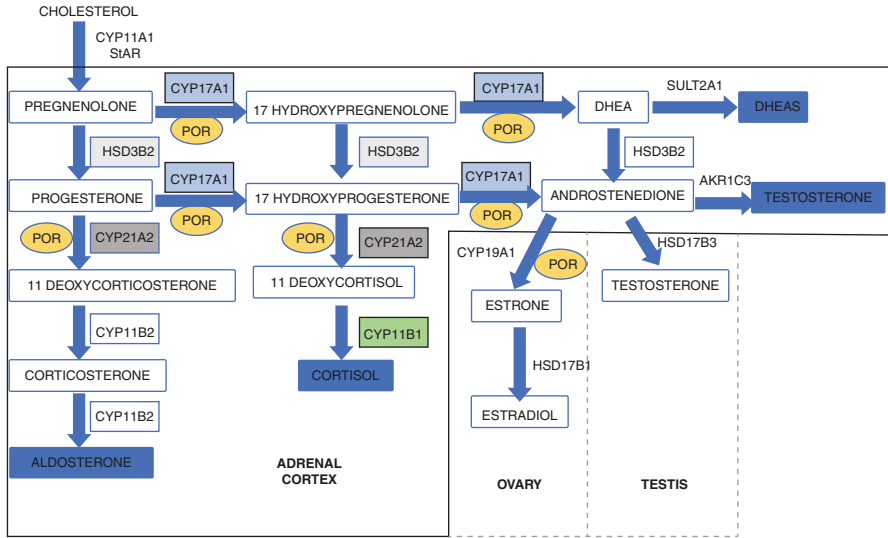 CHOLESTEROL
CYP11A1
StAR
CYP17A1
CYP17A1
SULT2A1
PREGNENOLONE
17 HYDROXYPREGNENOLONE
DHEA
DHEAS
POR
POR
HSD3B2
HSD3B2
HSD3B2
CYP17A1
CYP17A1
AKR1C3
PROGESTERONE
17 HYDROXYPROGESTERONE
ANDROSTENEDIONE
TESTOSTERONE
POR
POR
POR
CYP21A2
POR
CYP21A2
CYP19A1
HSD17B3
POR
11 DEOXYCORTICOSTERONE
11 DEOXYCORTISOL
ESTRONE
TESTOSTERONE
CYP11B2
CYP11B1
CORTICOSTERONE
CORTISOL
HSD17B1
CYP11B2
ESTRADIOL
ALDOSTERONE
ADRENAL
CORTEX
OVARY
TESTIS